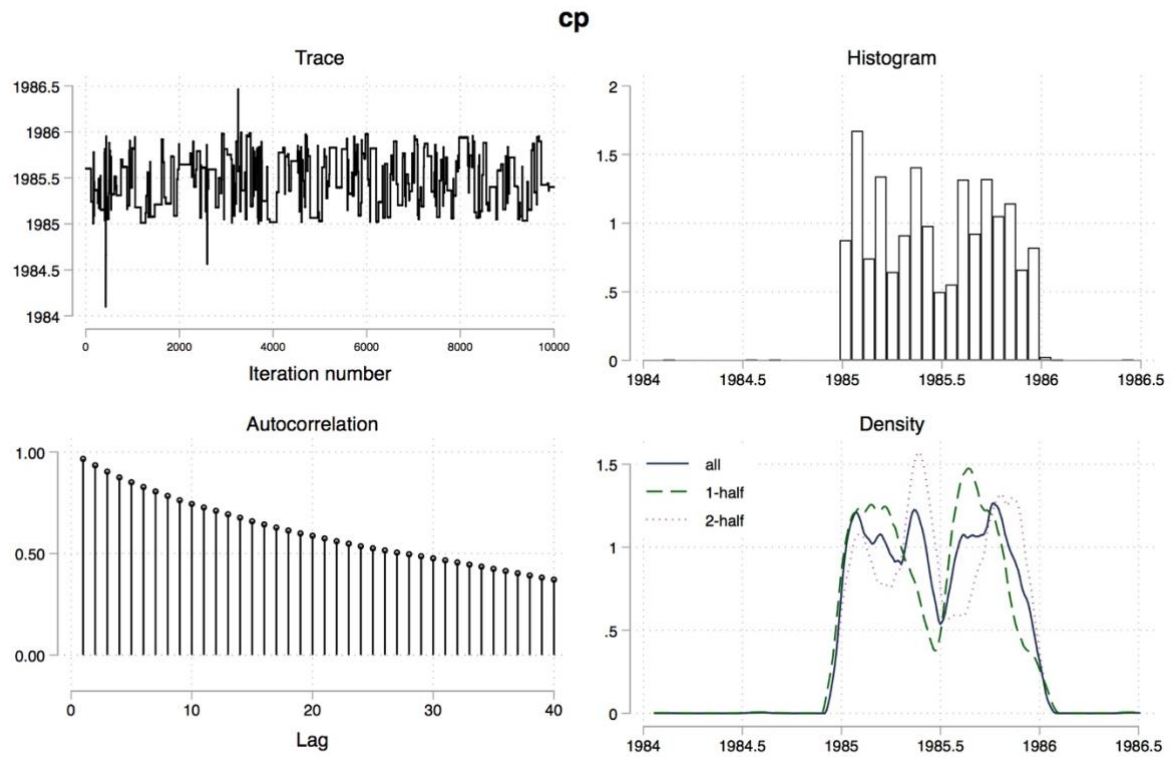 cp
Trace
1986.5
1986
1985.5
1985
1984.5
1984
0 2000 4000 6000 8000 10000
Iteration number
Histogram
2
1.5
1
.5
0
1984 1984.5 1985 1985.5 1986 1986.5
Autocorrelation
1.00
0.50
0.00
0 10 20 30 40
Lag
Density
all
1-half
2-half
1.5
1
.5
0
1984 1984.5 1985 1985.5 1986 1986.5